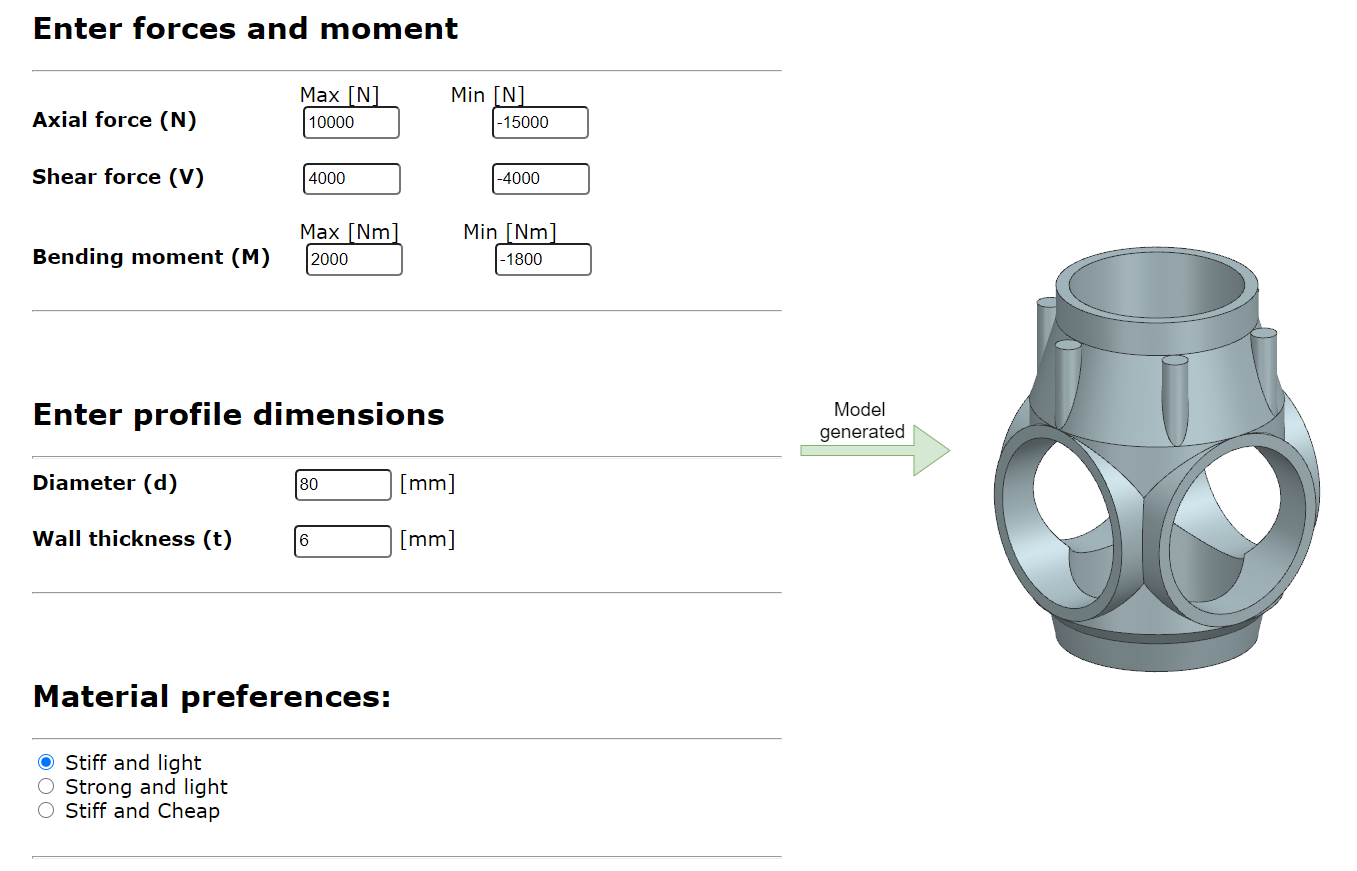 Enter forces and moment
Max [N] Min [N]
Axial force (N) 10000 -15000
Shear force (V) 4000 -4000
Max [Nm] Min [Nm]
Bending moment (M) 2000 -1800
Enter profile dimensions
Diameter (d) 80 [mm]
Wall thickness (t) 6 [mm]
Material preferences:
Stiff and light
Strong and light
Stiff and Cheap
Model
generated